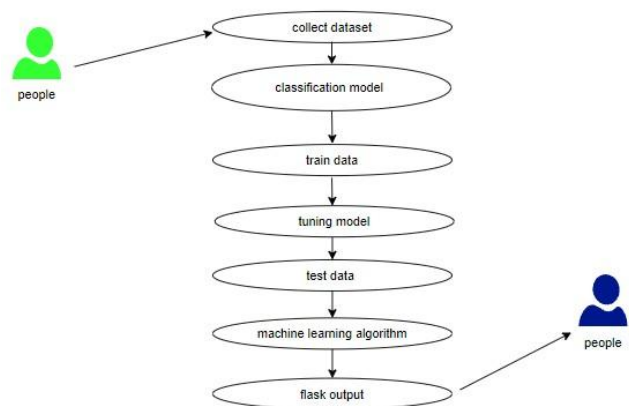 collect dataset
people
classification model
train data
tuning model
test data
machine learning algorithm
people
flask output